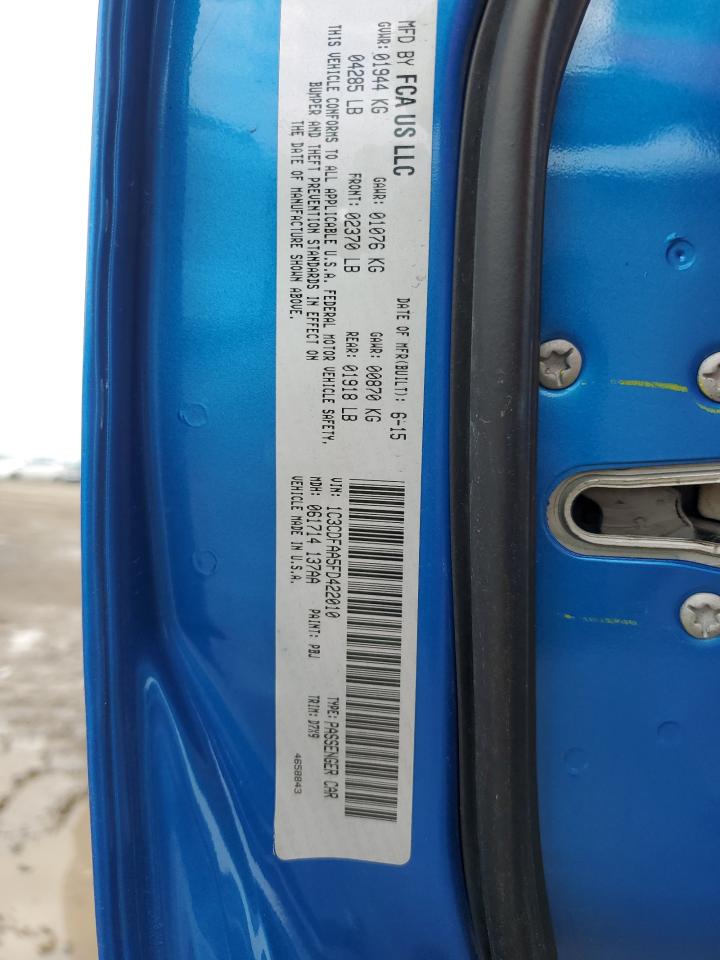 MFD BY FCA US LLC
DATE OF MFR(BUILT): 6-15
GVWR: 01944 KG GAWR: 01076 KG GAWR: 00870 KG
04285 LB FRONT: 02370 LB REAR: 01918 LB
THIS VEHICLE CONFORMS TO ALL APPLICABLE U.S.A. FEDERAL MOTOR VEHICLE SAFETY,
BUMPER AND THEFT PREVENTION STANDARDS IN EFFECT ON
THE DATE OF MANUFACTURE SHOWN ABOVE.
VIN: 1C3CDFAA5FD422010 TYPE: PASSENGER CAR
MDH: 061714 137AA PAINT: PBJ TRIM: D7X9
VEHICLE MADE IN U.S.A.
4658843